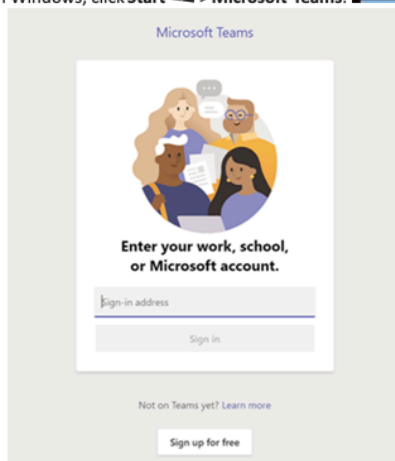 Windows, click Start > Microsoft Teams.
Microsoft Teams
Enter your work, school,
or Microsoft account.
Sign-in address
Sign in
Not on Teams yet? Learn more
Sign up for free